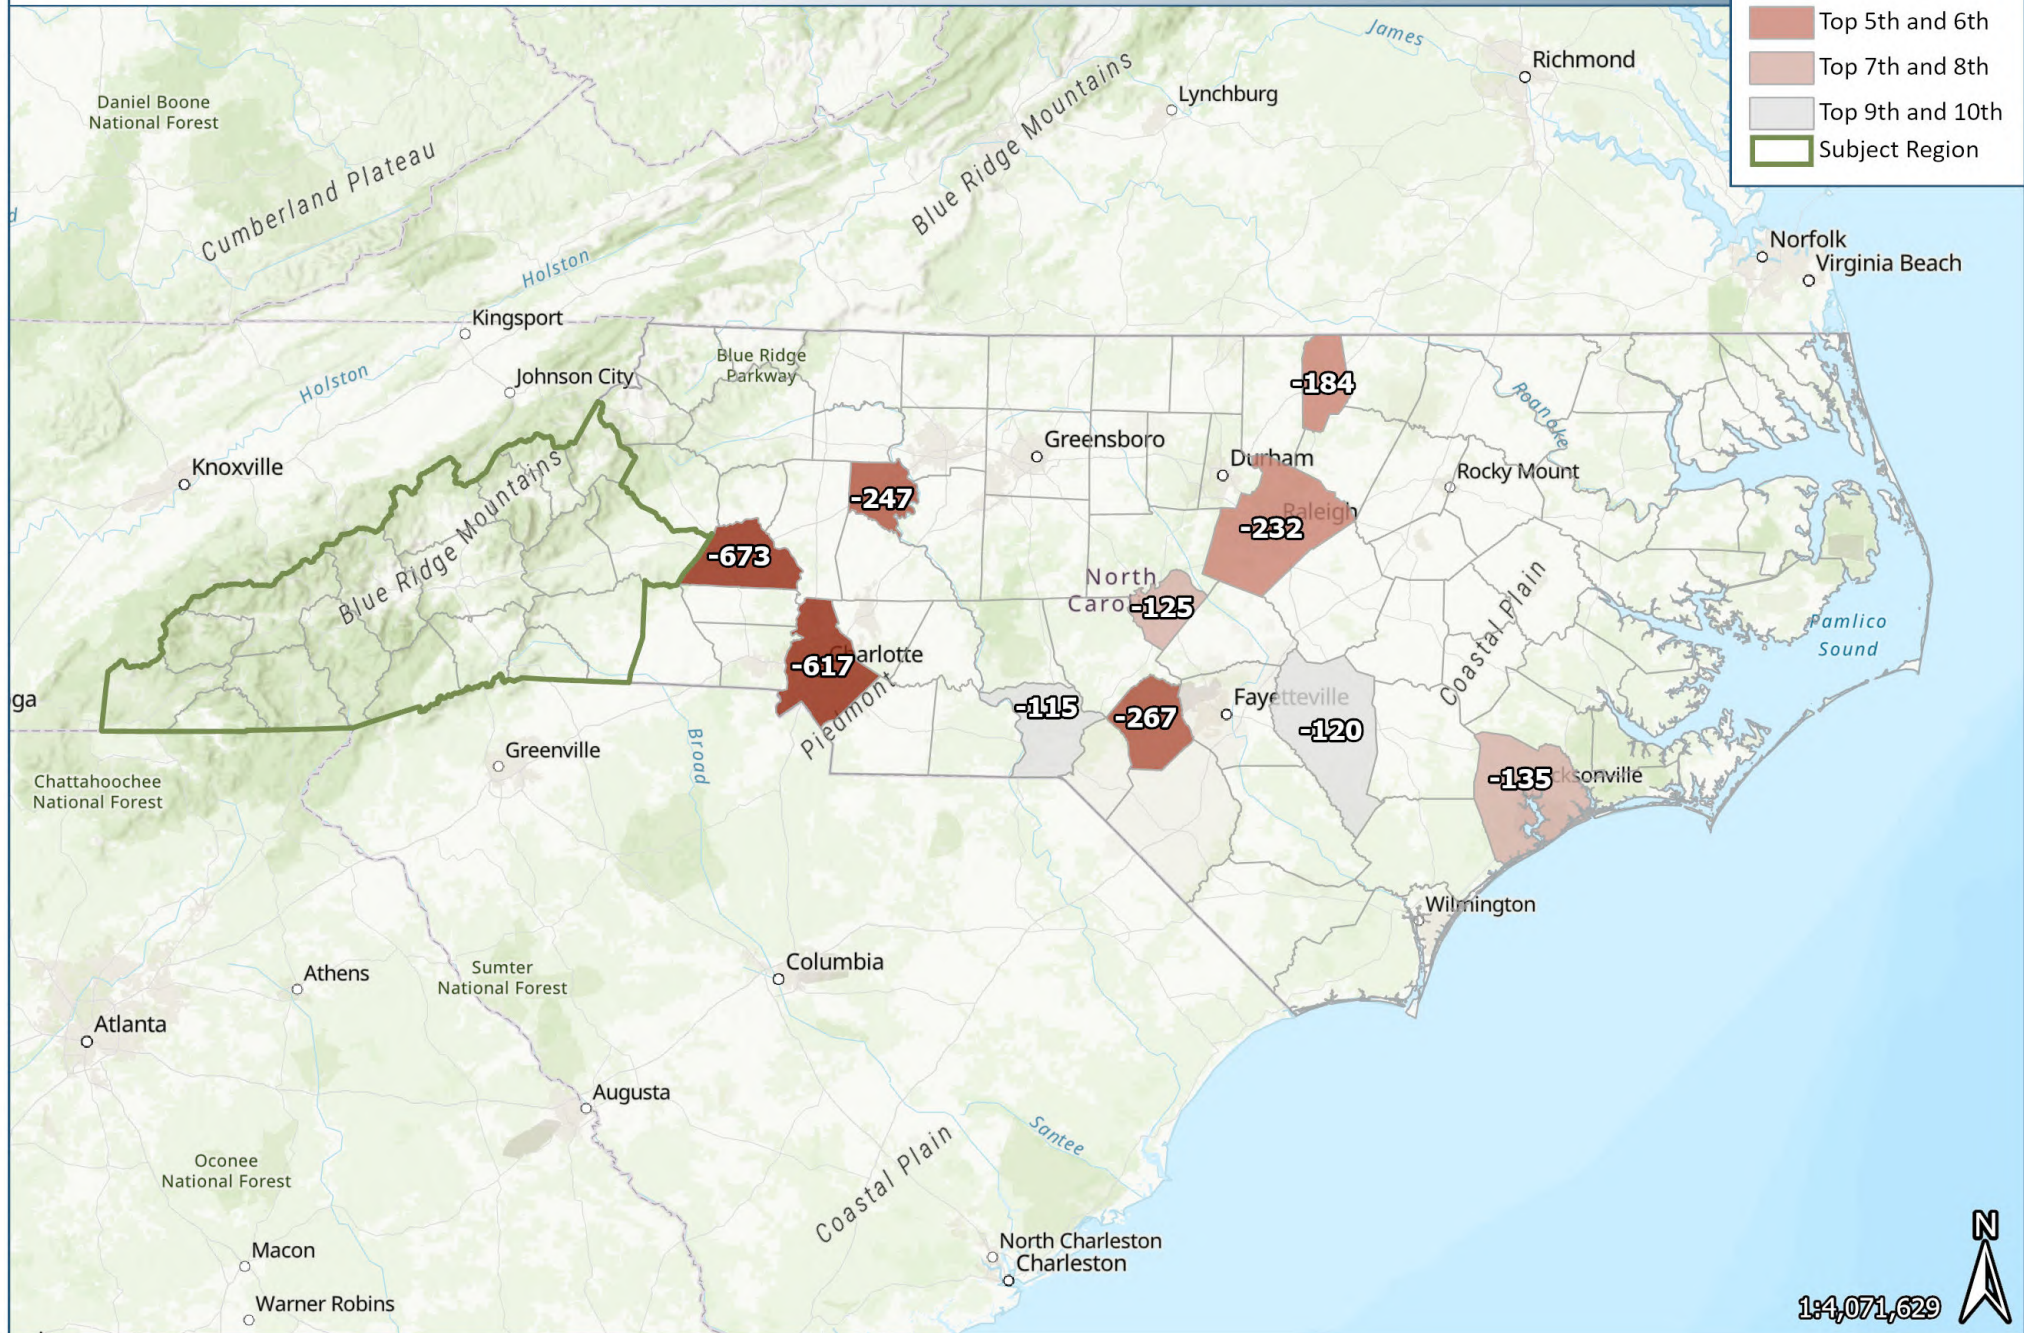 Top 5th and 6th
Top 7th and 8th
Top 9th and 10th
Subject Region
James
Richmond
Lynchburg
Daniel Boone
National Forest
Cumberland Plateau
Blue Ridge Mountains
Norfolk
Virginia Beach
Holston
Kingsport
Blue Ridge
Parkway
Johnson City
Holston
-184
Roanoke
Greensboro
Durham
Knoxville
Rocky Mount
-247
Raleigh
-232
Blue Ridge Mountains
-673
North
Caro
-125
Coastal Plain
Pamlico
Sound
Charlotte
-617
ga
Piedmont
-115
-267
Fayetteville
-120
Broad
Greenville
-135
cksonville
Chattahoochee
National Forest
Wilmington
Columbia
Athens
Sumter
National Forest
Atlanta
Augusta
Santee
Coastal Plain
Oconee
National Forest
Macon
North Charleston
Charleston
Warner Robins
N
1:4,071,629